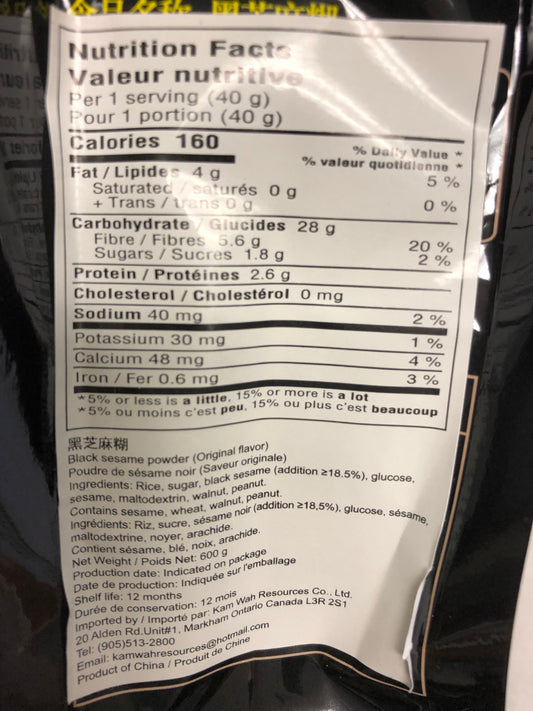 食品名称 黑芝麻糊
Nutrition Facts
Valeur nutritive
Per 1 serving (40 g)
Pour 1 portion (40 g)
Calories 160
% Daily Value *
% valeur quotidienne *
Fat / Lipides 4 g 5 %
Saturated / saturés 0 g
+ Trans / trans 0 g 0 %
Carbohydrate / Glucides 28 g
Fibre / Fibres 5.6 g 20 %
Sugars / Sucres 1.8 g 2 %
Protein / Protéines 2.6 g
Cholesterol / Cholestérol 0 mg
Sodium 40 mg 2 %
Potassium 30 mg 1 %
Calcium 48 mg 4 %
Iron / Fer 0.6 mg 3 %
*5% or less is a little, 15% or more is a lot
*5% ou moins c'est peu, 15% ou plus c'est beaucoup
黑芝麻糊
Black sesame powder (Original flavor)
Poudre de sésame noir (Saveur originale)
Ingredients: Rice, sugar, black sesame (addition ≥18.5%), glucose,
sesame, maltodextrin, walnut, peanut.
Contains sesame, wheat, walnut, peanut.
Ingrédients: Riz, sucre, sésame noir (addition ≥18,5%), glucose, sésame,
maltodextrine, noyer, arachide.
Contient sésame, blé, noix, arachide.
Net Weight / Poids Net: 600 g
Production date: Indicated on package
Date de production: Indiquée sur l'emballage
Shelf life: 12 months
Durée de conservation: 12 mois
Imported by / Importé par: Kam Wah Resources Co., Ltd.
20 Alden Rd.Unit#1, Markham Ontario Canada L3R 2S1
Tel: (905)513-2800
Email: kamwahresources@hotmail.com
Product of China / Produit de Chine